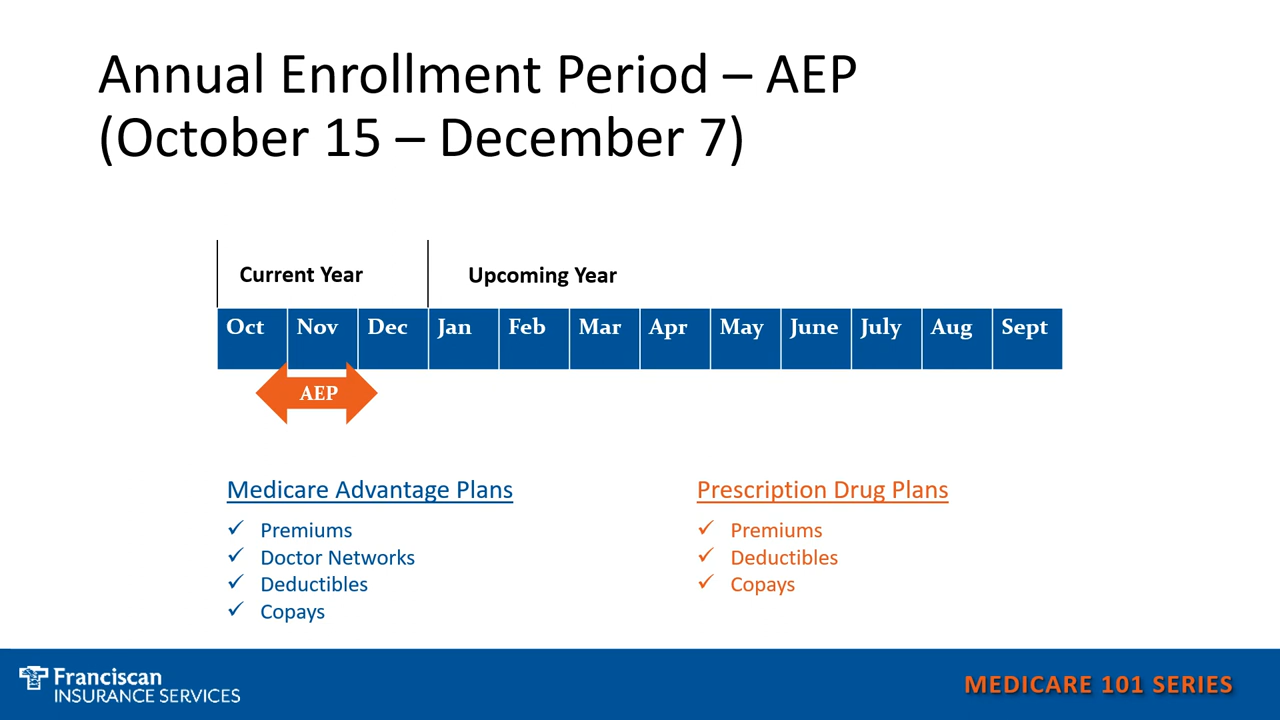 Annual Enrollment Period – AEP
(October 15 – December 7)
Current Year
Upcoming Year
Oct Nov Dec Jan Feb Mar Apr May June July Aug Sept
AEP
Medicare Advantage Plans
✓ Premiums
✓ Doctor Networks
✓ Deductibles
✓ Copays
Prescription Drug Plans
✓ Premiums
✓ Deductibles
✓ Copays
Franciscan
INSURANCE SERVICES
MEDICARE 101 SERIES